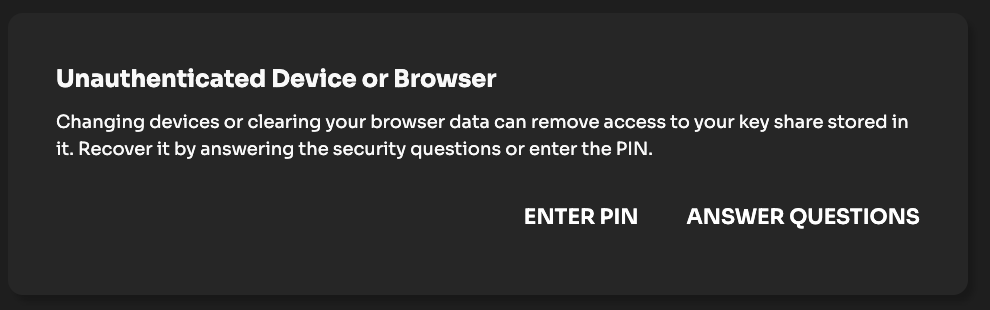 Unauthenticated Device or Browser
Changing devices or clearing your browser data can remove access to your key share stored in
it. Recover it by answering the security questions or enter the PIN.
ENTER PIN ANSWER QUESTIONS